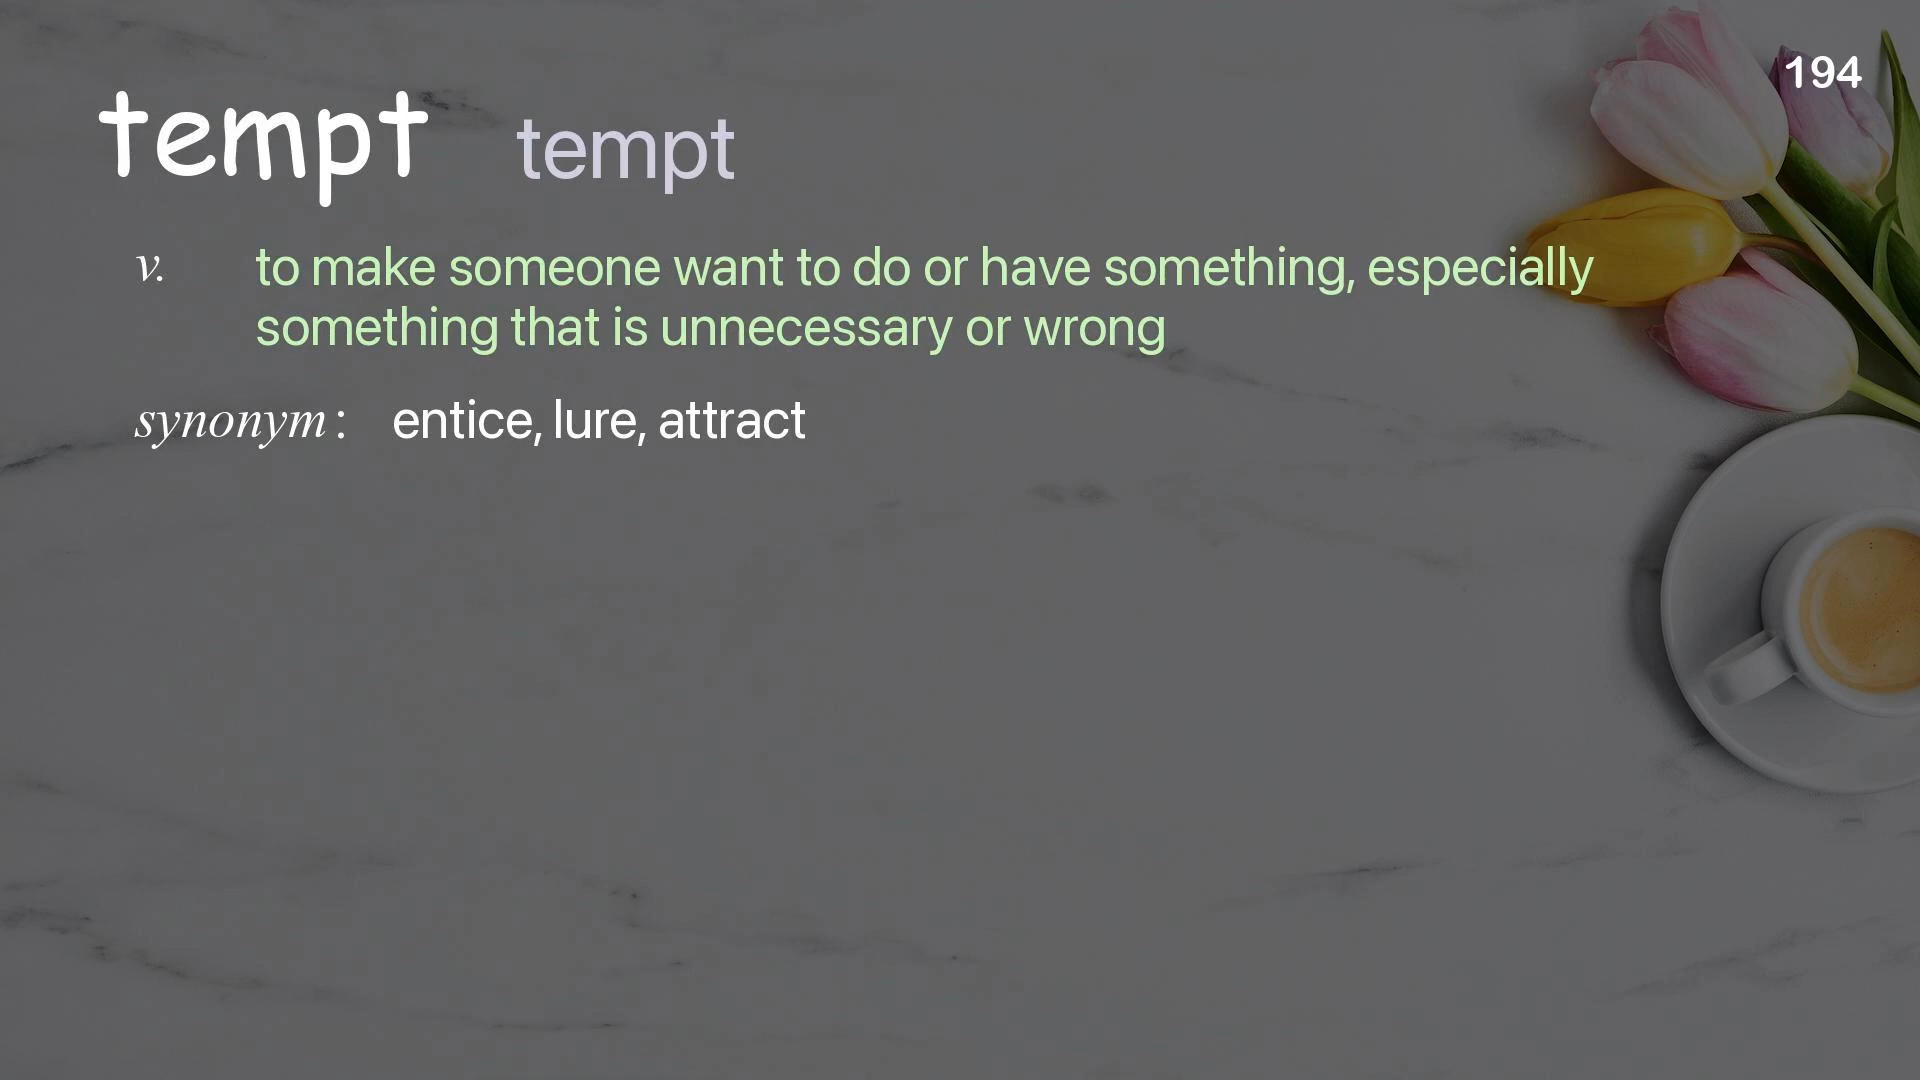 194
tempt tempt
v. to make someone want to do or have something, especially
something that is unnecessary or wrong
synonym: entice, lure, attract